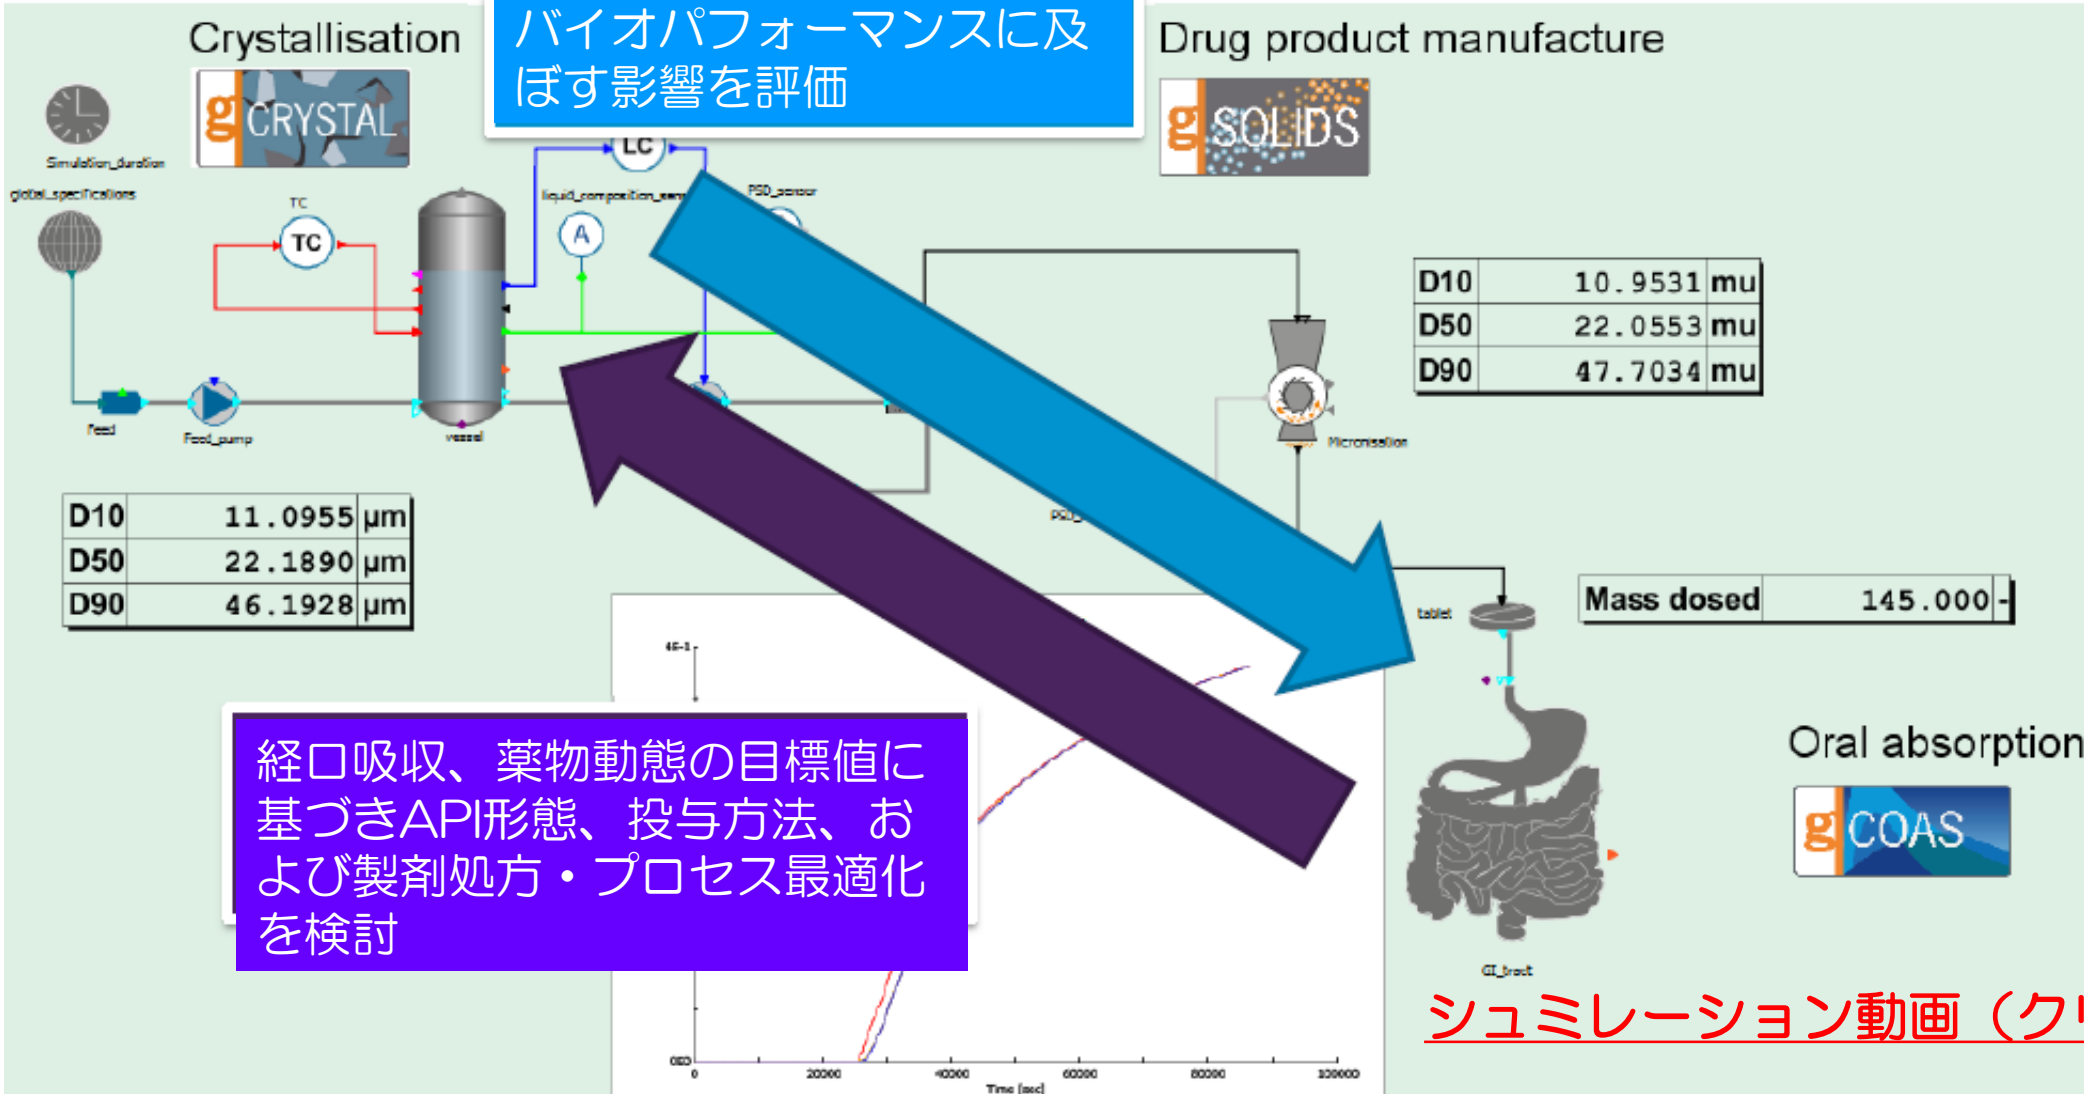 Crystallisation
バイオパフォーマンスに及
ぼす影響を評価
Drug product manufacture
g CRYSTAL
g SOLIDS
Simulation_duration
global_specifications
LC
liquid_composition_sen
PSD_sensor
TC
TC
A
D10 10.9531 mu
D50 22.0553 mu
D90 47.7034 mu
Feed
Feed_pump
vessel
Micronisation
D10 11.0955 μm
D50 22.1890 μm
D90 46.1928 μm
PSD_
tablet
Mass dosed 145.000 -
経口吸収、薬物動態の目標値に
基づきAPI形態、投与方法、お
よび製剤処方・プロセス最適化
を検討
Oral absorption
g COAS
GI_tract
シュミレーション動画（クリ
0 20000 40000 60000 80000 100000
Time [sec]